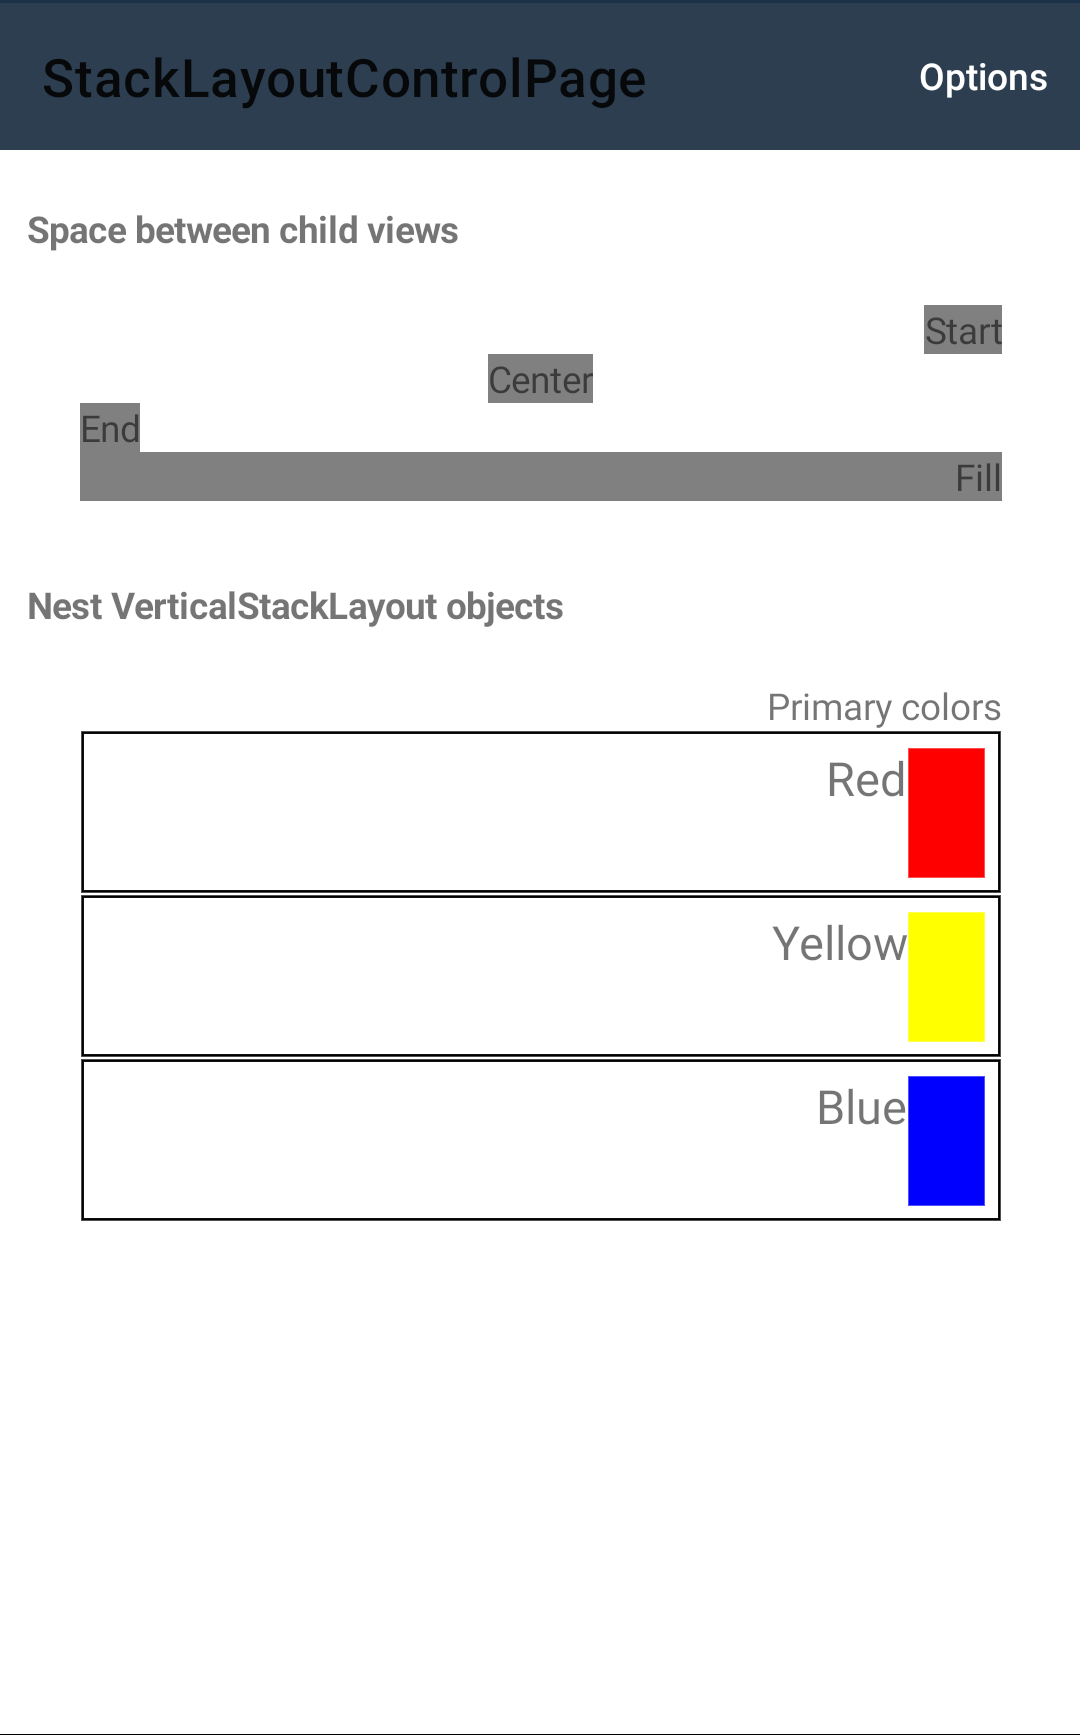 StackLayoutControlPage
Options
Space between child views
Start
Center
End
Fill
Nest VerticalStackLayout objects
Primary colors
Red
Yellow
Blue